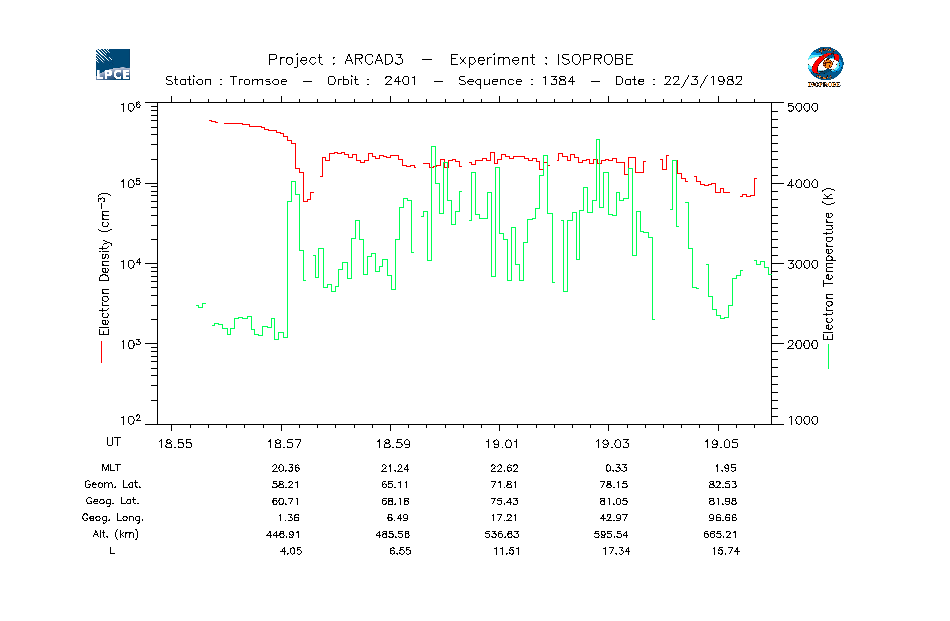 LPCE
Project : ARCAD3 — Experiment : ISOPROBE
ISOPROBE
Station : Tromsoe — Orbit : 2401 — Sequence : 1384 — Date : 22/3/1982
10^6 5000
10^5 4000
10^4 3000
10^3 2000
10^2 1000
Electron Density (cm^-3)
Electron Temperature (K)
UT 18.55 18.57 18.59 19.01 19.03 19.05
MLT 20.36 21.24 22.62 0.33 1.95
Geom. Lat. 58.21 65.11 71.81 78.15 82.53
Geog. Lat. 60.71 68.16 75.43 81.05 81.98
Geog. Long. 1.36 6.49 17.21 42.97 96.66
Alt. (km) 446.91 485.58 536.63 595.54 665.21
L 4.05 6.55 11.51 17.34 15.74